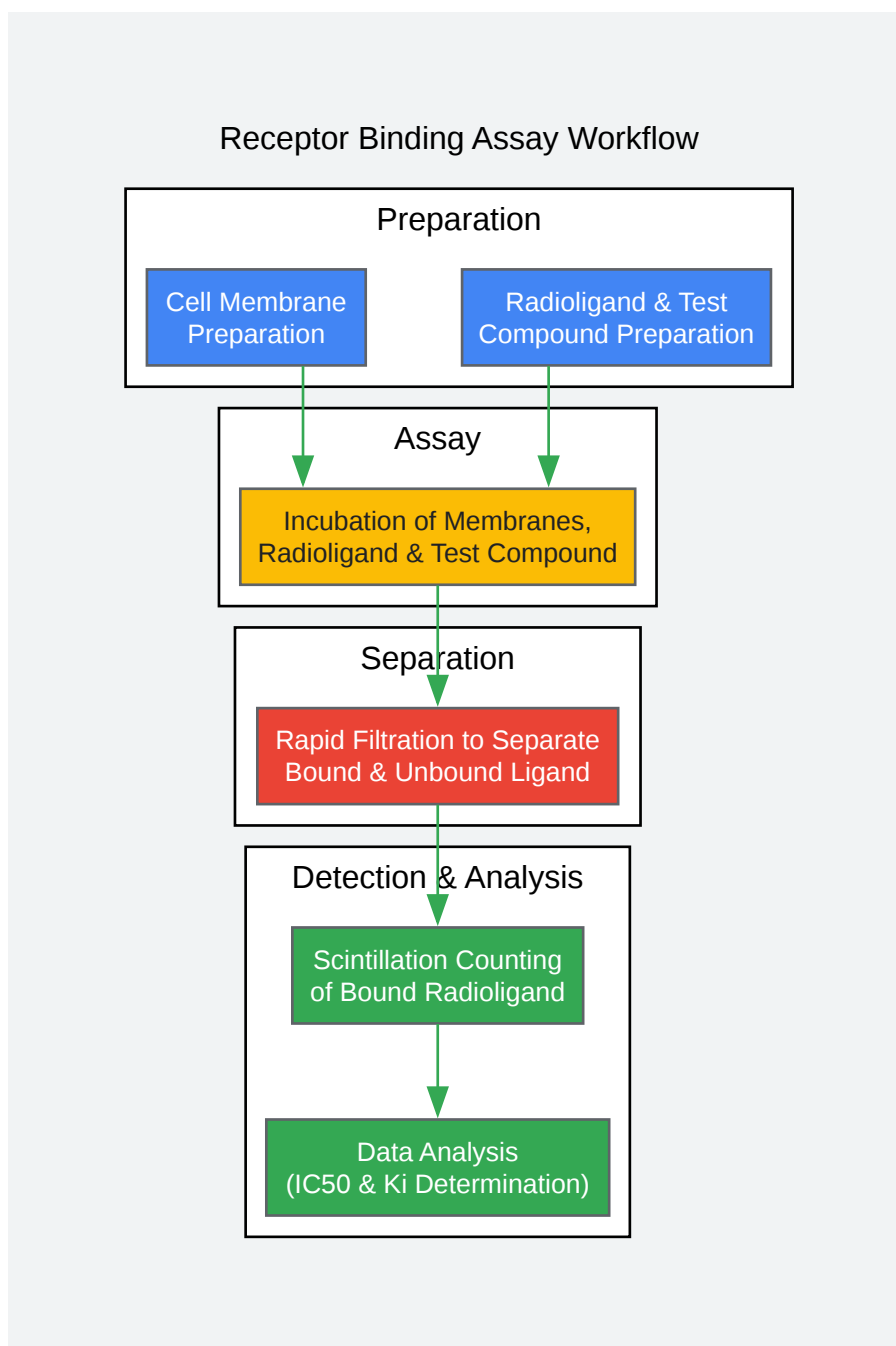 Receptor Binding Assay Workflow
Preparation
Cell Membrane
Preparation
Radioligand & Test
Compound Preparation
Assay
Incubation of Membranes,
Radioligand & Test Compound
Separation
Rapid Filtration to Separate
Bound & Unbound Ligand
Detection & Analysis
Scintillation Counting
of Bound Radioligand
Data Analysis
(IC50 & Ki Determination)